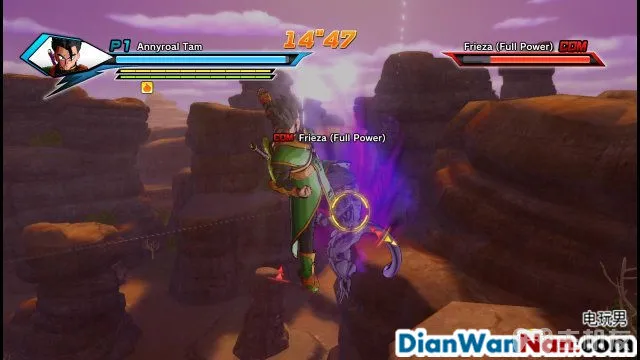 P1 Annyroal Tam
14"47
Frieza (Full Power) COM
COM Frieza (Full Power)
电玩男
DianWanNan.com